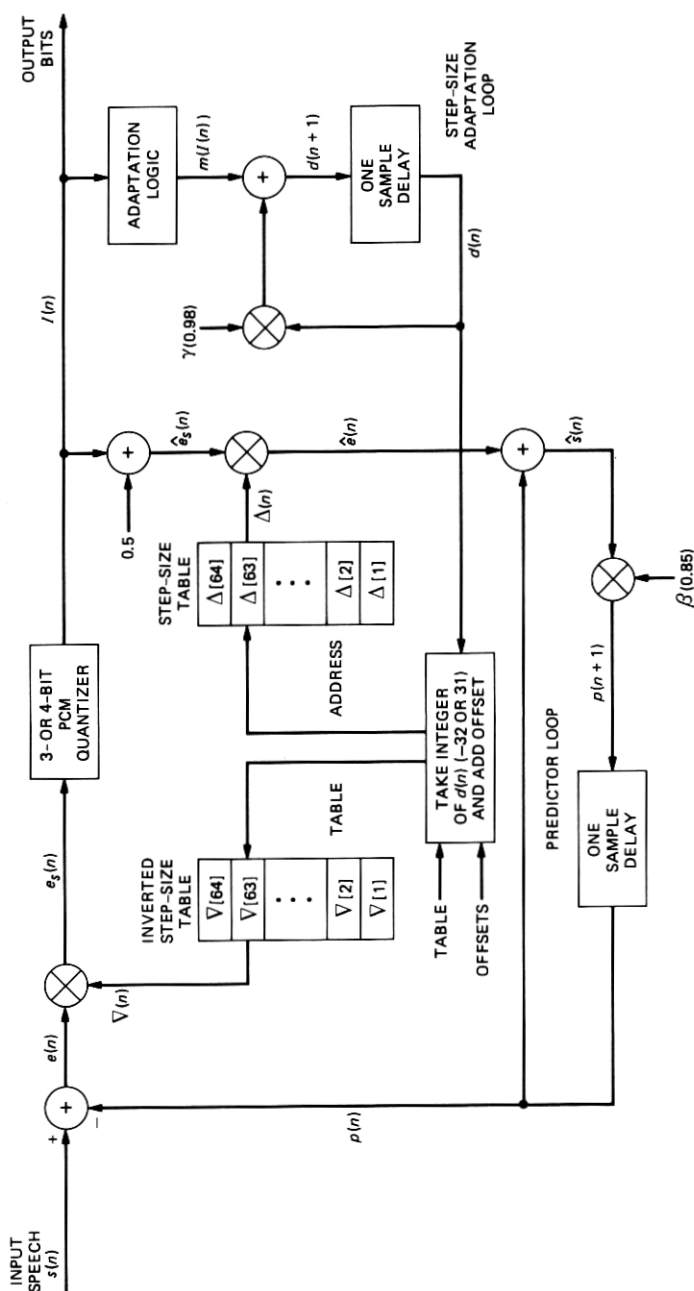 INPUT
SPEECH
s(n)
+
−
+
e(n)
∇(n)
e_s(n)
3- OR 4-BIT
PCM
QUANTIZER
I(n)
OUTPUT
BITS
INVERTED
STEP-SIZE
TABLE
∇[64]
∇[63]
• • •
∇[2]
∇[1]
STEP-SIZE
TABLE
Δ[64]
Δ[63]
• • •
Δ[2]
Δ[1]
Δ(n)
0.5
+
ê_s(n)
ê(n)
ADAPTATION
LOGIC
m(I(n))
γ(0.98)
+
d(n+1)
ONE
SAMPLE
DELAY
STEP-SIZE
ADAPTATION
LOOP
d(n)
TABLE
ADDRESS
TABLE
OFFSETS
TAKE INTEGER
OF d(n) (−32 OR 31)
AND ADD OFFSET
+
ŝ(n)
p(n)
PREDICTOR LOOP
ONE
SAMPLE
DELAY
p(n+1)
β(0.85)